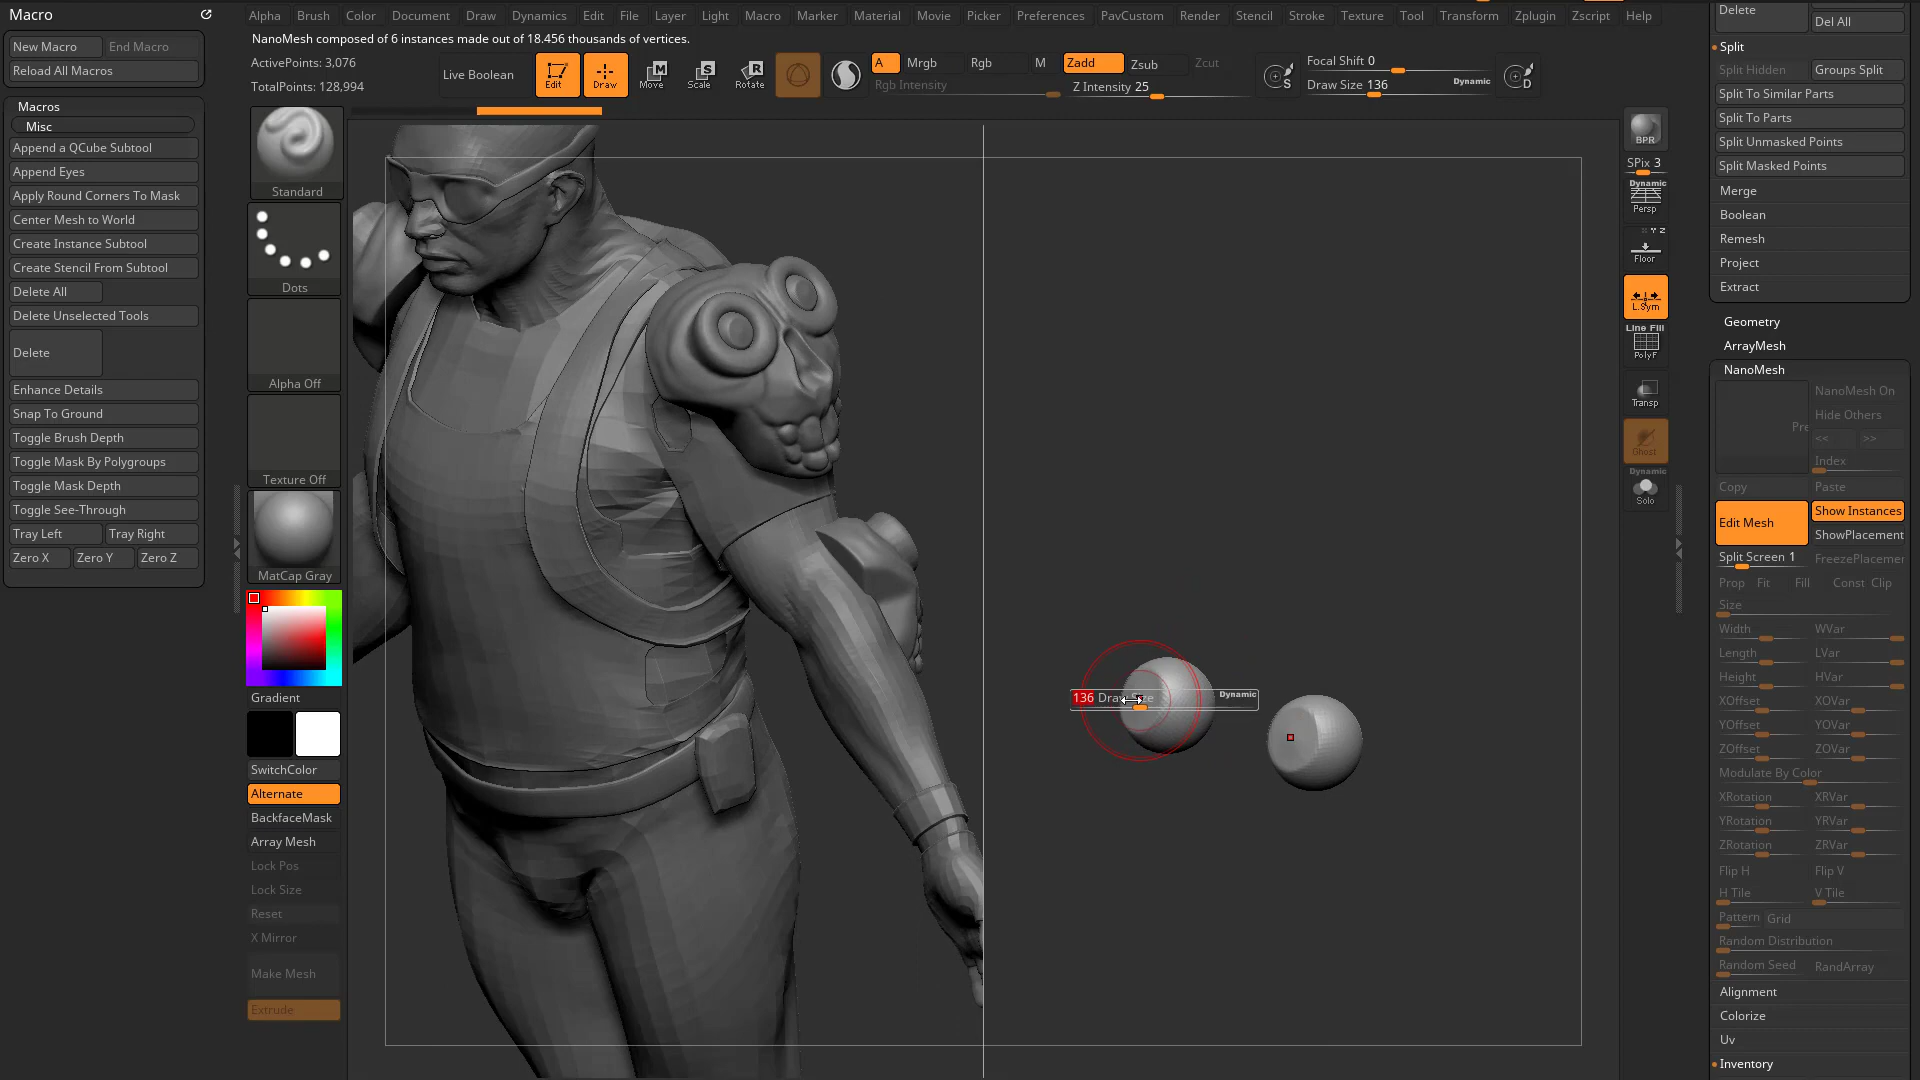 Macro
New Macro
End Macro
Reload All Macros
Macros
Misc
Append a QCube Subtool
Append Eyes
Apply Round Corners To Mask
Center Mesh to World
Create Instance Subtool
Create Stencil From Subtool
Delete All
Delete Unselected Tools
Delete
Enhance Details
Snap To Ground
Toggle Brush Depth
Toggle Mask By Polygroups
Toggle Mask Depth
Toggle See-Through
Tray Left
Tray Right
Zero X
Zero Y
Zero Z
Alpha
Brush
Color
Document
Draw
Dynamics
Edit
File
Layer
Light
Macro
Marker
Material
Movie
Picker
Preferences
PavCustom
Render
Stencil
Stroke
Texture
Tool
Transform
Zplugin
Zscript
Help
NanoMesh composed of 6 instances made out of 18.456 thousands of vertices.
ActivePoints: 3,076
TotalPoints: 128,994
Live Boolean
Edit
Draw
Move
Scale
Rotate
A
Mrgb
Rgb
M
Rgb Intensity
Zadd
Zsub
Zcut
Z Intensity 25
S
Focal Shift 0
Draw Size 136
Dynamic
D
Standard
Dots
Alpha Off
Texture Off
MatCap Gray
Gradient
SwitchColor
Alternate
BackfaceMask
Array Mesh
Lock Pos
Lock Size
Reset
X Mirror
Make Mesh
Extrude
136 Draw Size
Dynamic
BPR
SPix 3
Dynamic
Persp
X Y Z
Floor
L.Sym
Line Fill
PolyF
Transp
Ghost
Dynamic
Solo
Delete
Del All
Split
Split Hidden
Groups Split
Split To Similar Parts
Split To Parts
Split Unmasked Points
Split Masked Points
Merge
Boolean
Remesh
Project
Extract
Geometry
ArrayMesh
NanoMesh
Pre
NanoMesh On
Hide Others
<<
>>
Index
Copy
Paste
Edit Mesh
Show Instances
ShowPlacement
Split Screen 1
FreezePlacemen
Prop
Fit
Fill
Const
Clip
Size
Width
WVar
Length
LVar
Height
HVar
XOffset
XOVar
YOffset
YOVar
ZOffset
ZOVar
Modulate By Color
XRotation
XRVar
YRotation
YRVar
ZRotation
ZRVar
Flip H
Flip V
H Tile
V Tile
Pattern
Grid
Random Distribution
Random Seed
RandArray
Alignment
Colorize
Uv
Inventory